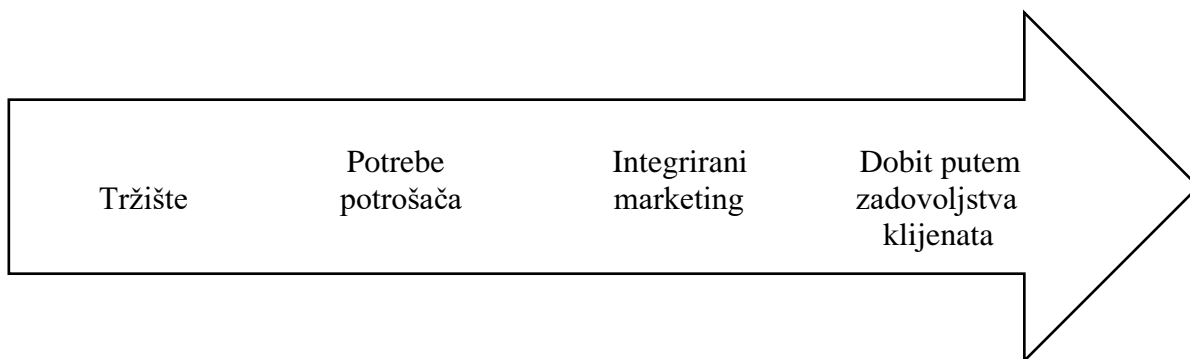 Tržište
Potrebe
potrošača
Integrirani
marketing
Dobit putem
zadovoljstva
klijenata